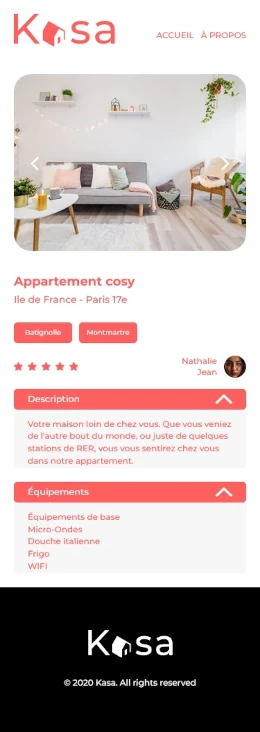 Kasa
ACCUEIL À PROPOS
Appartement cosy
Ile de France - Paris 17e
Batignolle Montmartre
Nathalie
Jean
Description
Votre maison loin de chez vous. Que vous veniez
de l'autre bout du monde, ou juste de quelques
stations de RER, vous vous sentirez chez vous
dans notre appartement.
Équipements
Équipements de base
Micro-Ondes
Douche italienne
Frigo
WIFI
Kasa
© 2020 Kasa. All rights reserved